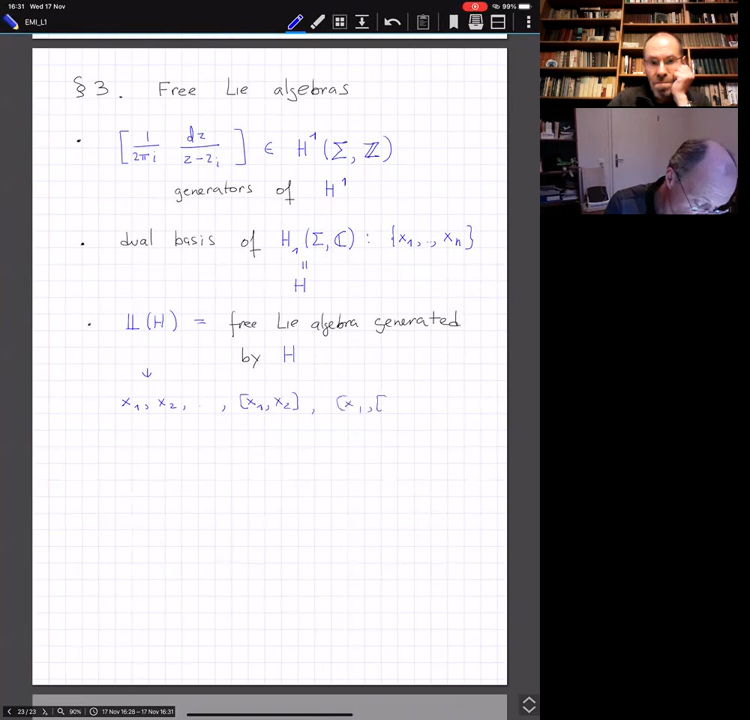 16:31 Wed 17 Nov
99%
EMI_L1
§3. Free Lie algebras
• [ 1/2πi dz/z-z_i ] ∈ H^1(Σ, ℤ)
generators of H^1
• dual basis of H_1(Σ, ℂ) : {x_1, .., x_n}
=
H
• 𝕃(H) = free Lie algebra generated
by H
↓
x_1, x_2, .. , [x_1, x_2] , [x_1, [
23/23 90% 17 Nov 16:28 – 17 Nov 16:31